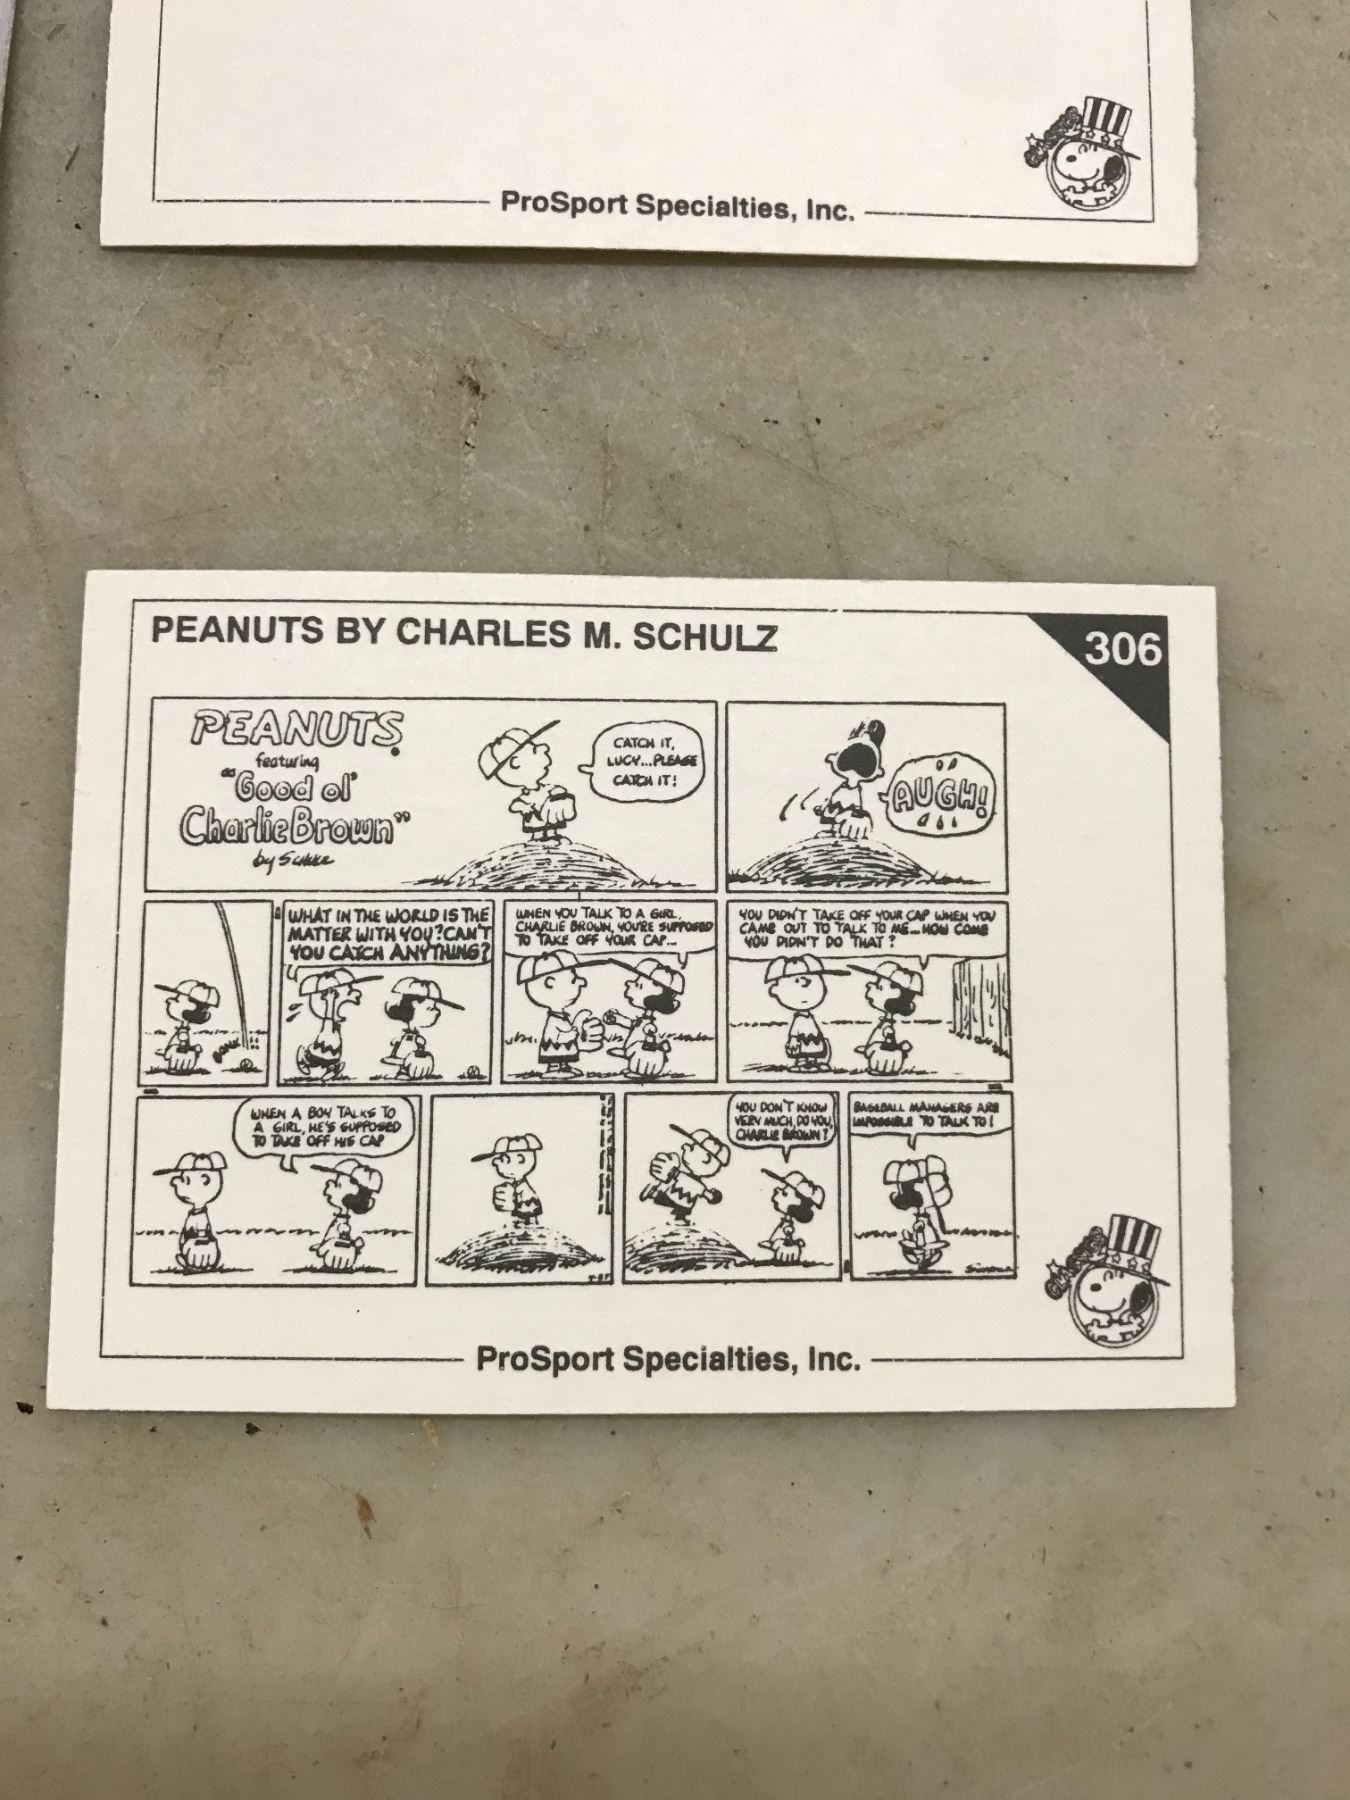 ProSport Specialties, Inc.
PEANUTS BY CHARLES M. SCHULZ
306
PEANUTS
featuring
"Good ol'
Charlie Brown"
by SCHULZ
CATCH IT,
LUCY...PLEASE
CATCH IT!
AUGH!
BONK!
WHAT IN THE WORLD IS THE
MATTER WITH YOU? CAN'T
YOU CATCH ANYTHING?
WHEN YOU TALK TO A GIRL,
CHARLIE BROWN, YOU'RE SUPPOSED
TO TAKE OFF YOUR CAP...
YOU DIDN'T TAKE OFF YOUR CAP WHEN YOU
CAME OUT TO TALK TO ME...HOW COME
YOU DIDN'T DO THAT?
WHEN A BOY TALKS TO
A GIRL, HE'S SUPPOSED
TO TAKE OFF HIS CAP
YOU DON'T KNOW
VERY MUCH, DO YOU,
CHARLIE BROWN?
BASEBALL MANAGERS ARE
IMPOSSIBLE TO TALK TO!
ProSport Specialties, Inc.